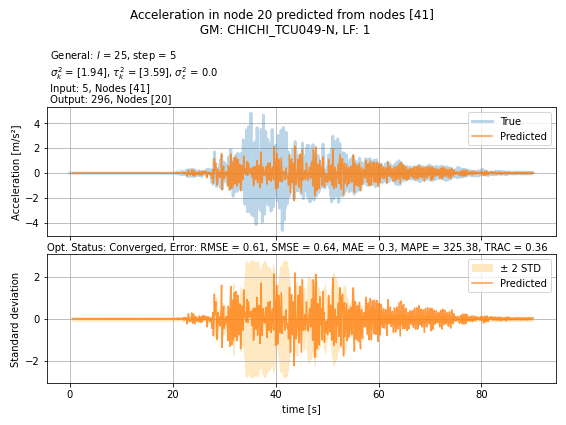 Acceleration in node 20 predicted from nodes [41]
GM: CHICHI_TCU049-N, LF: 1
General: l = 25, step = 5
σ²ₖ = [1.94], τ²ₖ = [3.59], σ²ε = 0.0
Input: 5, Nodes [41]
Output: 296, Nodes [20]
Acceleration [m/s²]
4
2
0
−2
−4
True
Predicted
Opt. Status: Converged, Error: RMSE = 0.61, SMSE = 0.64, MAE = 0.3, MAPE = 325.38, TRAC = 0.36
Standard deviation
2
0
−2
± 2 STD
Predicted
0 20 40 60 80
time [s]